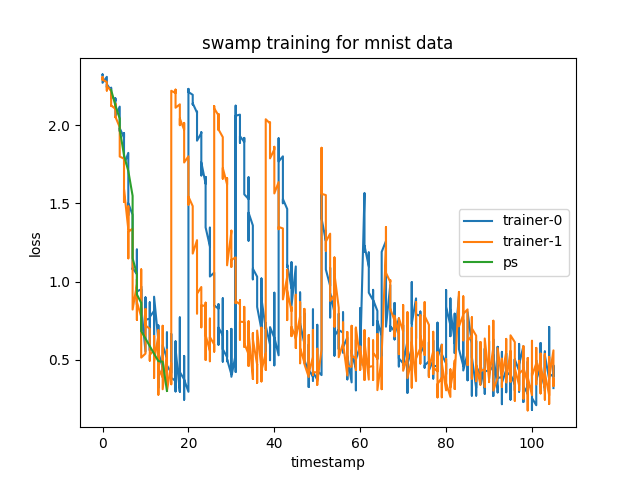 swamp training for mnist data
loss
2.0
1.5
1.0
0.5
trainer-0
trainer-1
ps
0 20 40 60 80 100
timestamp